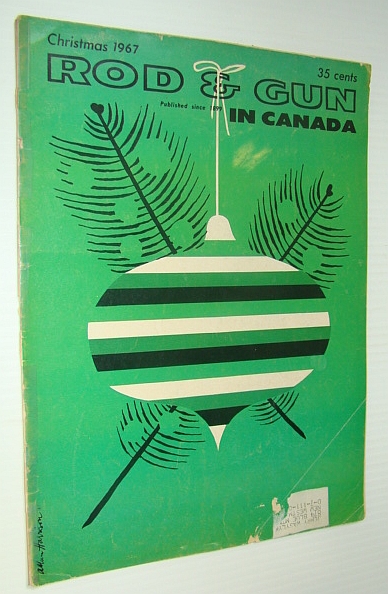 Christmas 1967
35 cents
ROD & GUN
Published since 1899
IN CANADA